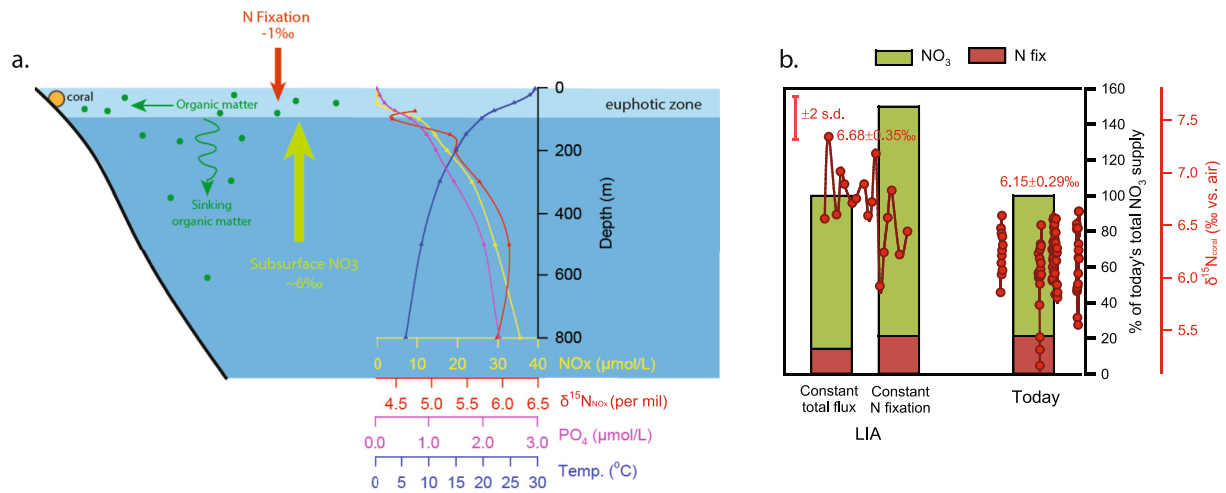 a.
N Fixation
-1‰
coral
Organic matter
euphotic zone
Sinking
organic matter
Subsurface NO3
~6‰
0
200
400
600
800
Depth (m)
NOx (μmol/L)
0 10 20 30 40
4.5 5.0 5.5 6.0 6.5 δ15NNOx (per mil)
PO4 (μmol/L)
0.0 1.0 2.0 3.0
Temp. (oC)
0 5 10 15 20 25 30
b.
NO3 N fix
±2 s.d.
6.68±0.35‰
6.15±0.29‰
160
140
120
100
80
60
40
20
0
% of today's total NO3 supply
7.5
7.0
6.5
6.0
5.5
δ15Ncoral (‰ vs. air)
Constant
total flux
Constant
N fixation
Today
LIA